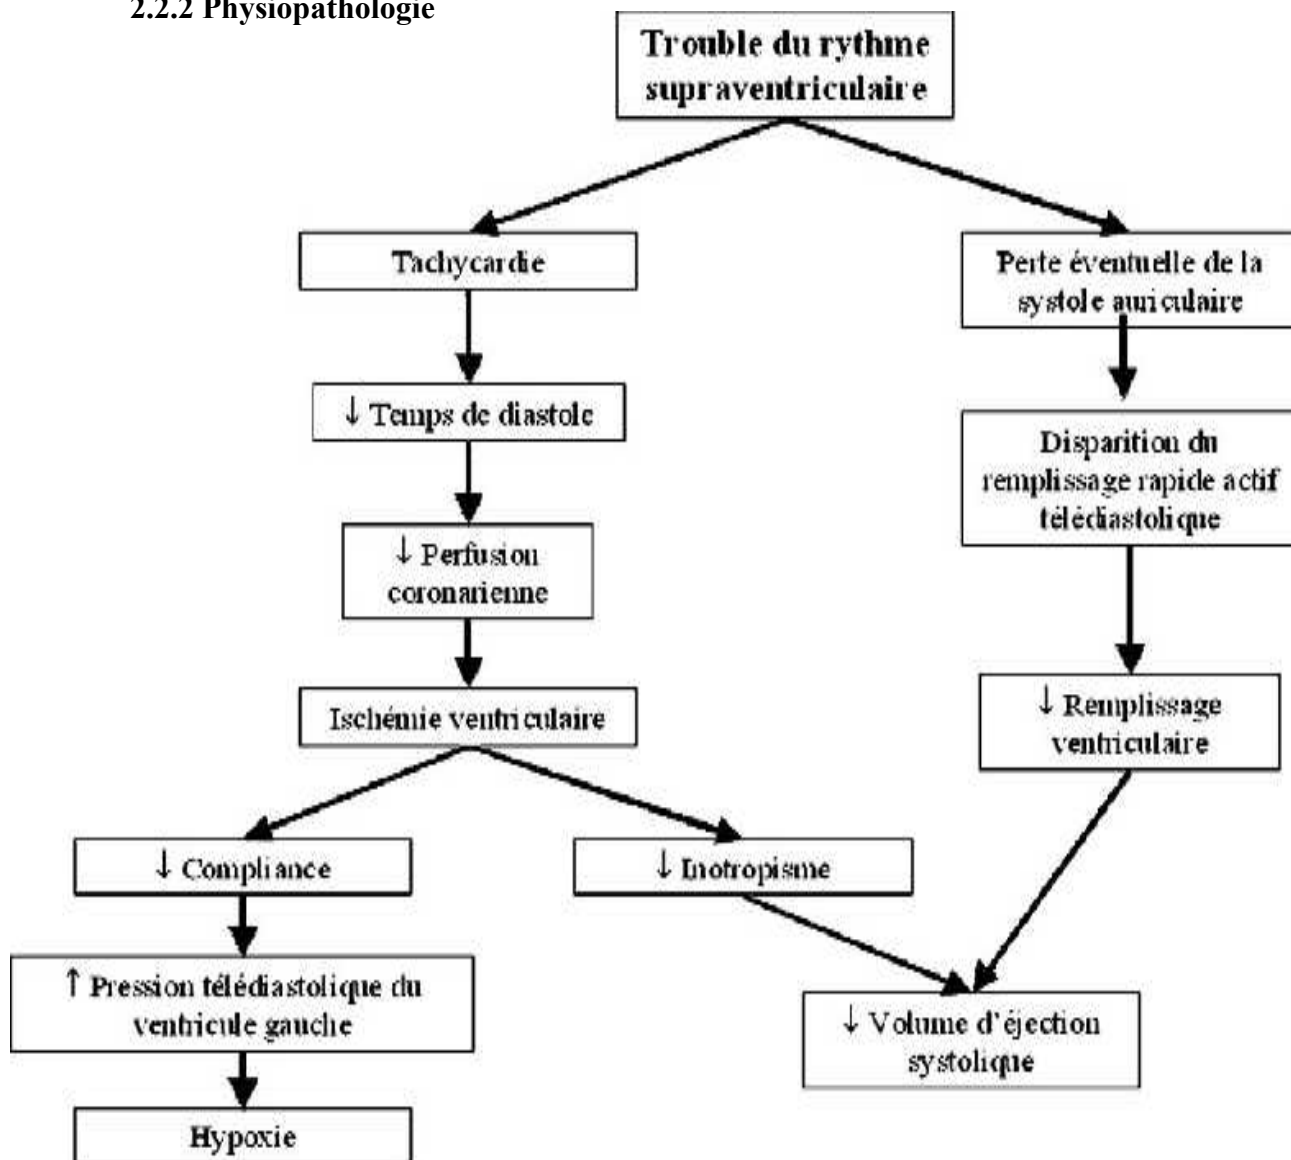 2.2.2 Physiopathologie
Trouble du rythme
supraventriculaire
Tachycardie
Perte éventuelle de la
systole auriculaire
↓ Temps de diastole
Disparition du
remplissage rapide actif
télédiastolique
↓ Perfusion
coronarienne
Ischémie ventriculaire
↓ Remplissage
ventriculaire
↓ Compliance
↓ Inotropisme
↑ Pression télédiastolique du
ventricule gauche
↓ Volume d'éjection
systolique
Hypoxie